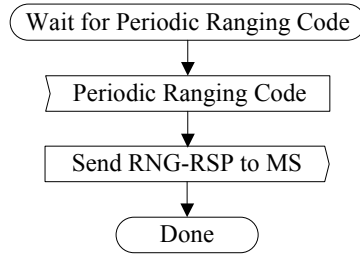 Wait for Periodic Ranging Code
Periodic Ranging Code
Send RNG-RSP to MS
Done